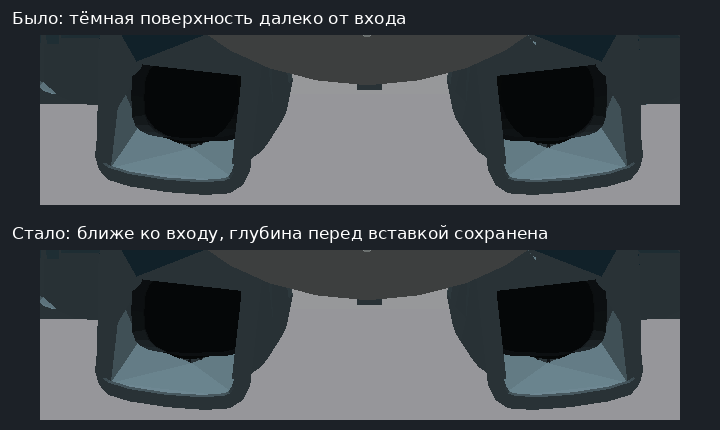 Было: тёмная поверхность далеко от входа
Стало: ближе ко входу, глубина перед вставкой сохранена